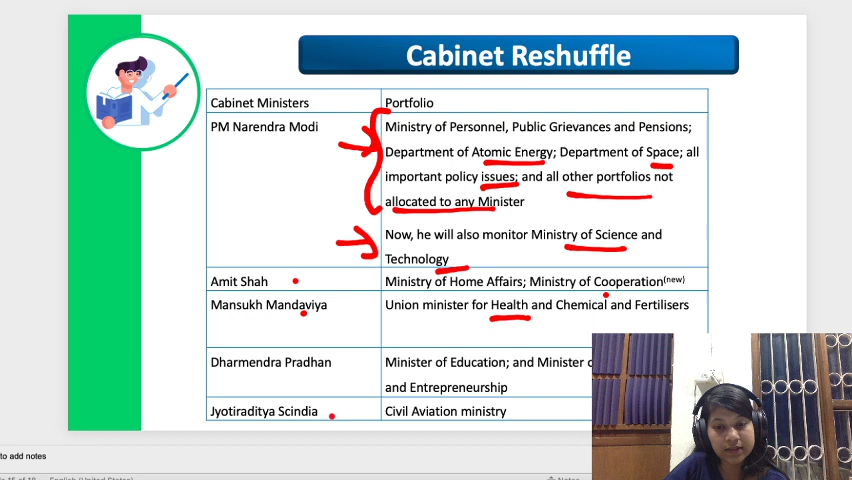 Cabinet Reshuffle
Cabinet Ministers
Portfolio
PM Narendra Modi
Ministry of Personnel, Public Grievances and Pensions;
Department of Atomic Energy; Department of Space; all
important policy issues; and all other portfolios not
allocated to any Minister
Now, he will also monitor Ministry of Science and
Technology
Amit Shah
Ministry of Home Affairs; Ministry of Cooperation(new)
Mansukh Mandaviya
Union minister for Health and Chemical and Fertilisers
Dharmendra Pradhan
Minister of Education; and Minister
and Entrepreneurship
Jyotiraditya Scindia
Civil Aviation ministry
to add notes